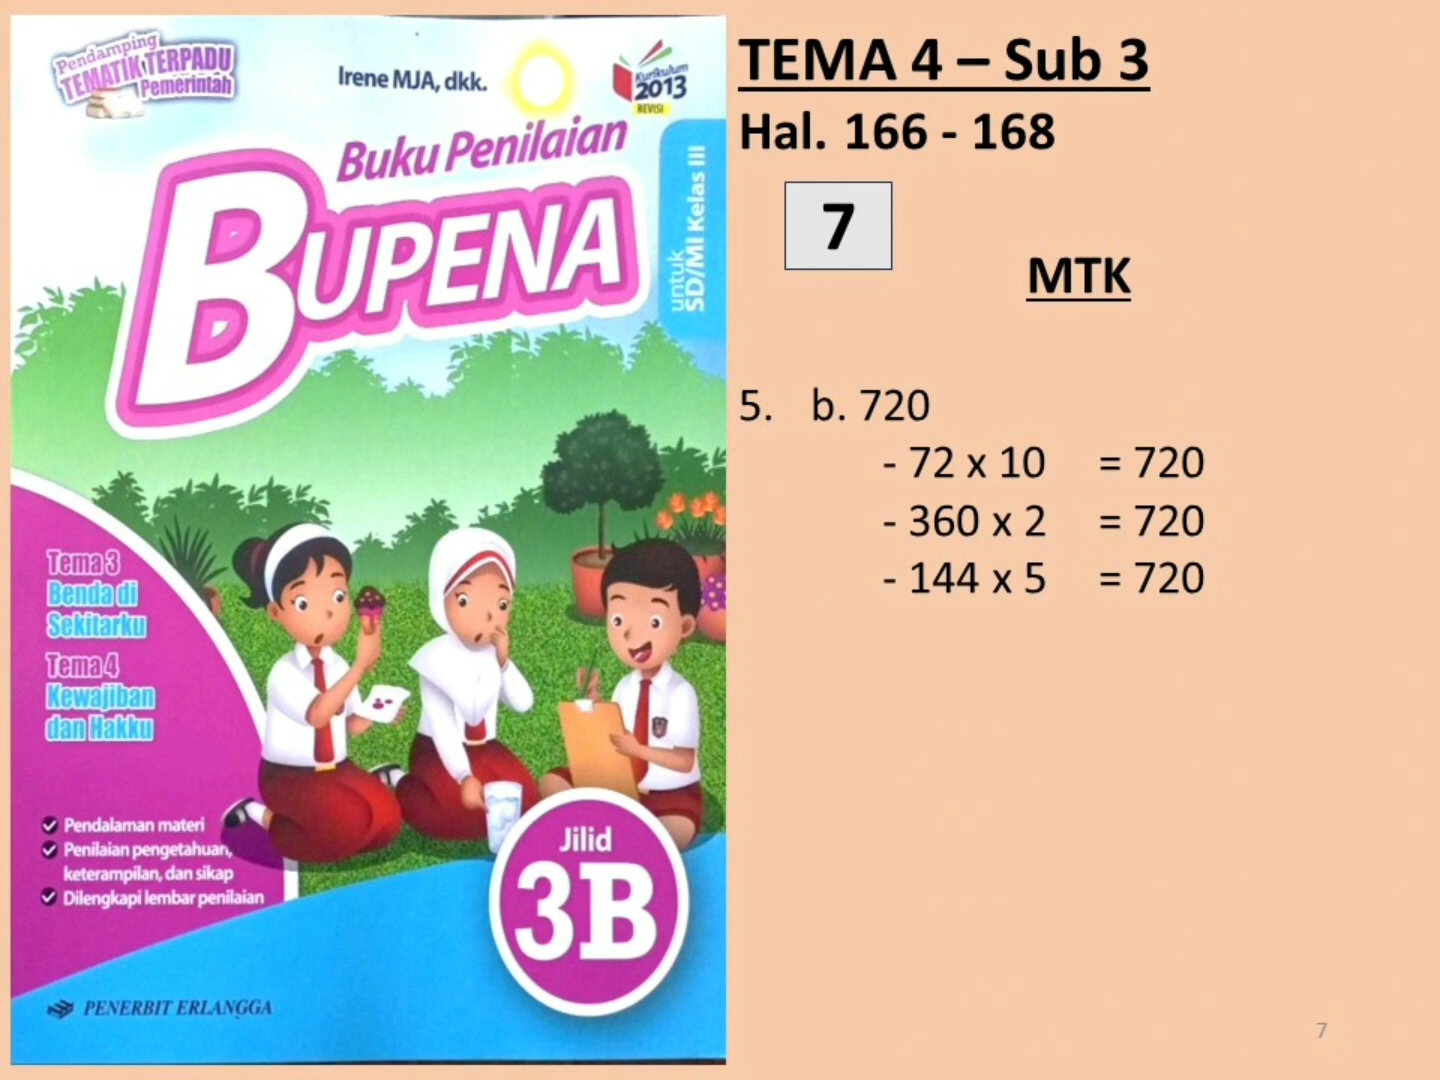 Pendamping
TEMATIK TERPADU
Pemerintah
Irene MJA, dkk.
Kurikulum
2013
REVISI
Buku Penilaian
BUPENA
untuk
SD/MI Kelas III
Tema 3
Benda di
Sekitarku
Tema 4
Kewajiban
dan Hakku
Pendalaman materi
Penilaian pengetahuan,
keterampilan, dan sikap
Dilengkapi lembar penilaian
Jilid
3B
PENERBIT ERLANGGA
TEMA 4 – Sub 3
Hal. 166 - 168
7
MTK
5. b. 720
- 72 x 10 = 720
- 360 x 2 = 720
- 144 x 5 = 720
7